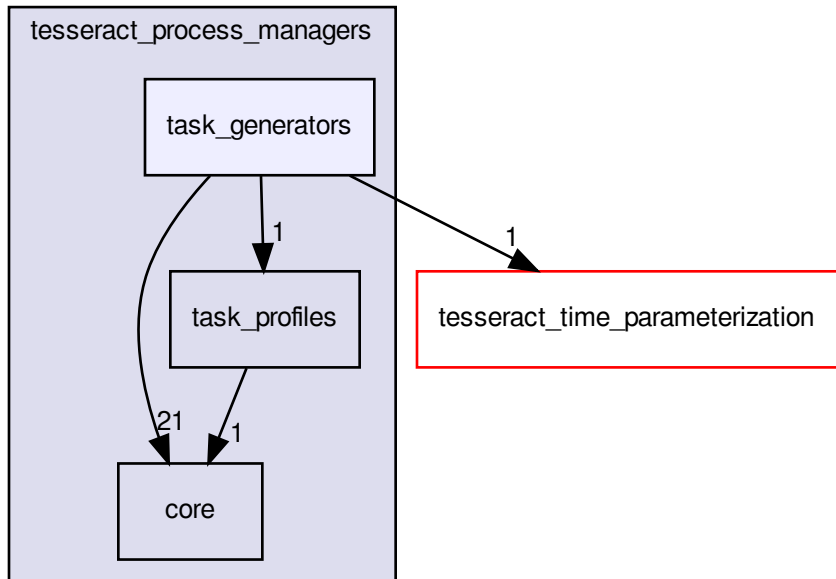 tesseract_process_managers
task_generators
1
1
task_profiles
tesseract_time_parameterization
21
1
core